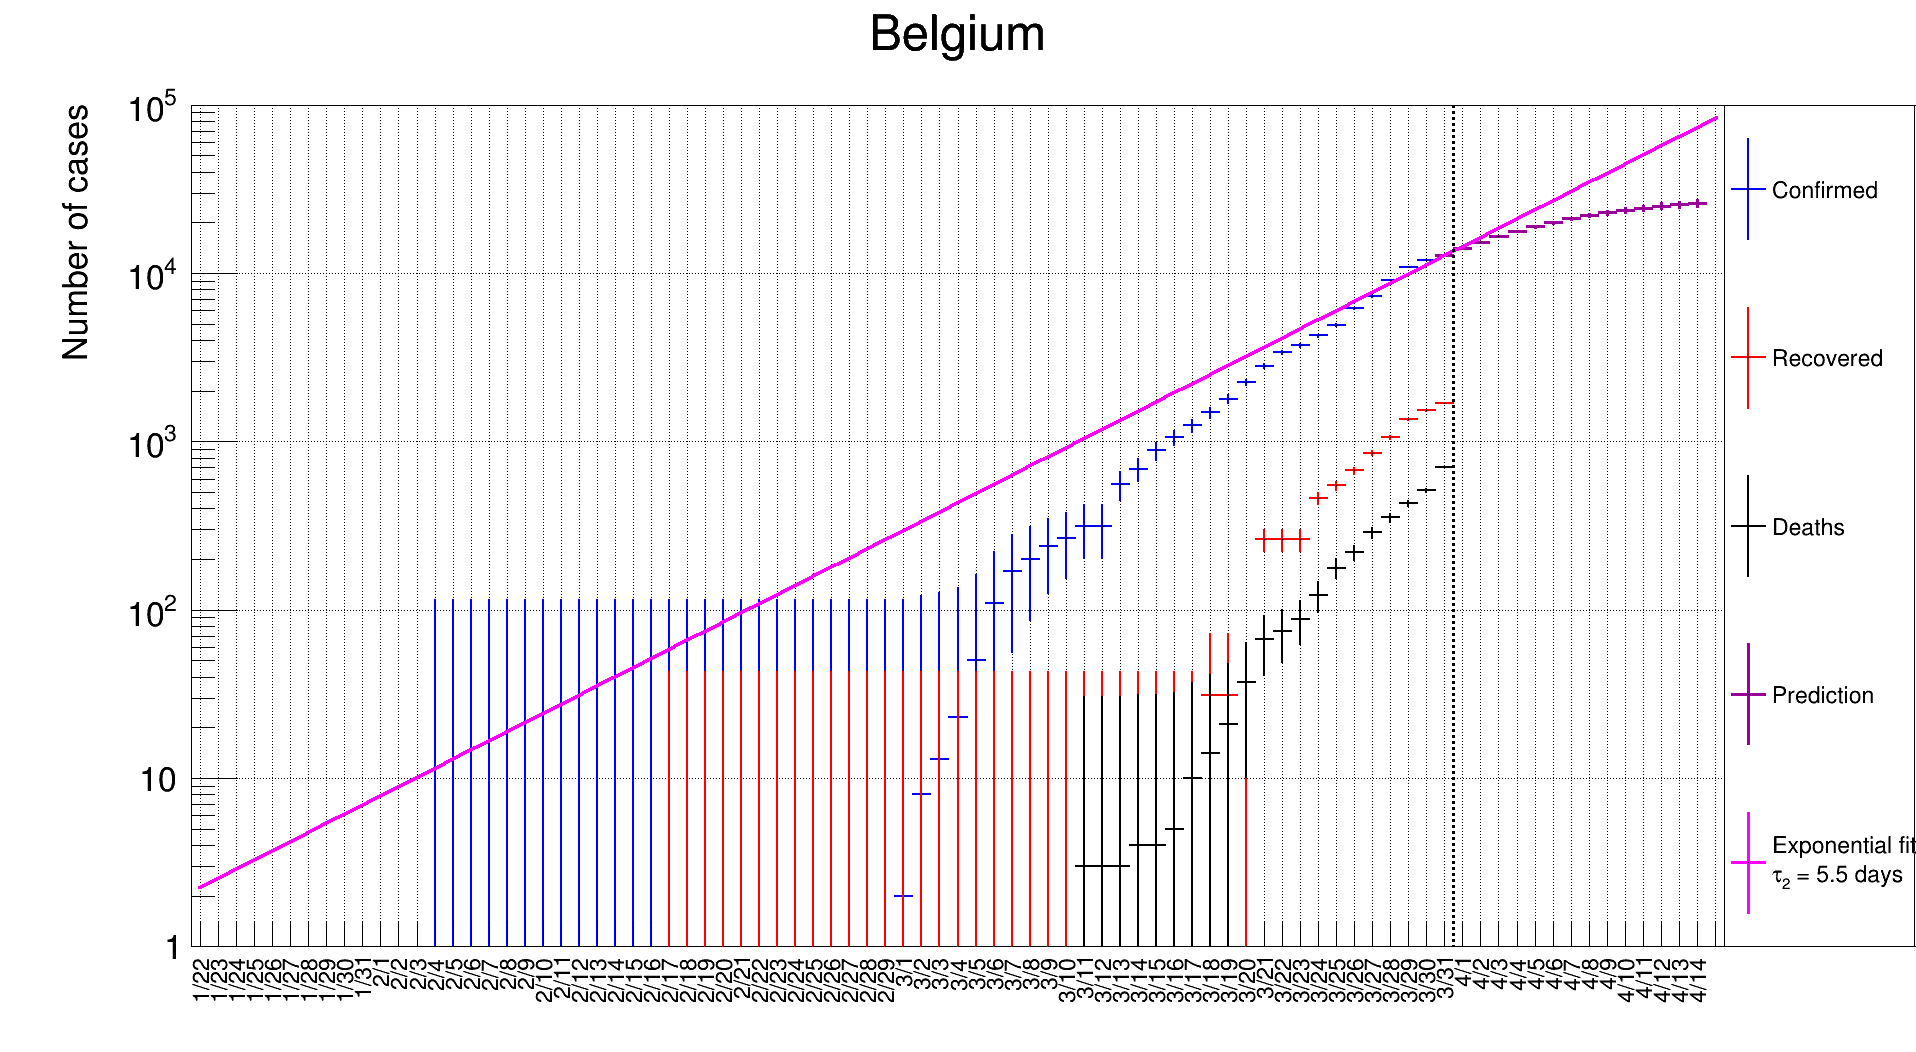 Belgium
Number of cases
10^5
10^4
10^3
10^2
10
1
1/22 1/23 1/24 1/25 1/26 1/27 1/28 1/29 1/30 1/31 2/1 2/2 2/3 2/4 2/5 2/6 2/7 2/8 2/9 2/10 2/11 2/12 2/13 2/14 2/15 2/16 2/17 2/18 2/19 2/20 2/21 2/22 2/23 2/24 2/25 2/26 2/27 2/28 2/29 3/1 3/2 3/3 3/4 3/5 3/6 3/7 3/8 3/9 3/10 3/11 3/12 3/13 3/14 3/15 3/16 3/17 3/18 3/19 3/20 3/21 3/22 3/23 3/24 3/25 3/26 3/27 3/28 3/29 3/30 3/31 4/1 4/2 4/3 4/4 4/5 4/6 4/7 4/8 4/9 4/10 4/11 4/12 4/13 4/14
Confirmed
Recovered
Deaths
Prediction
Exponential fit
τ₂ = 5.5 days